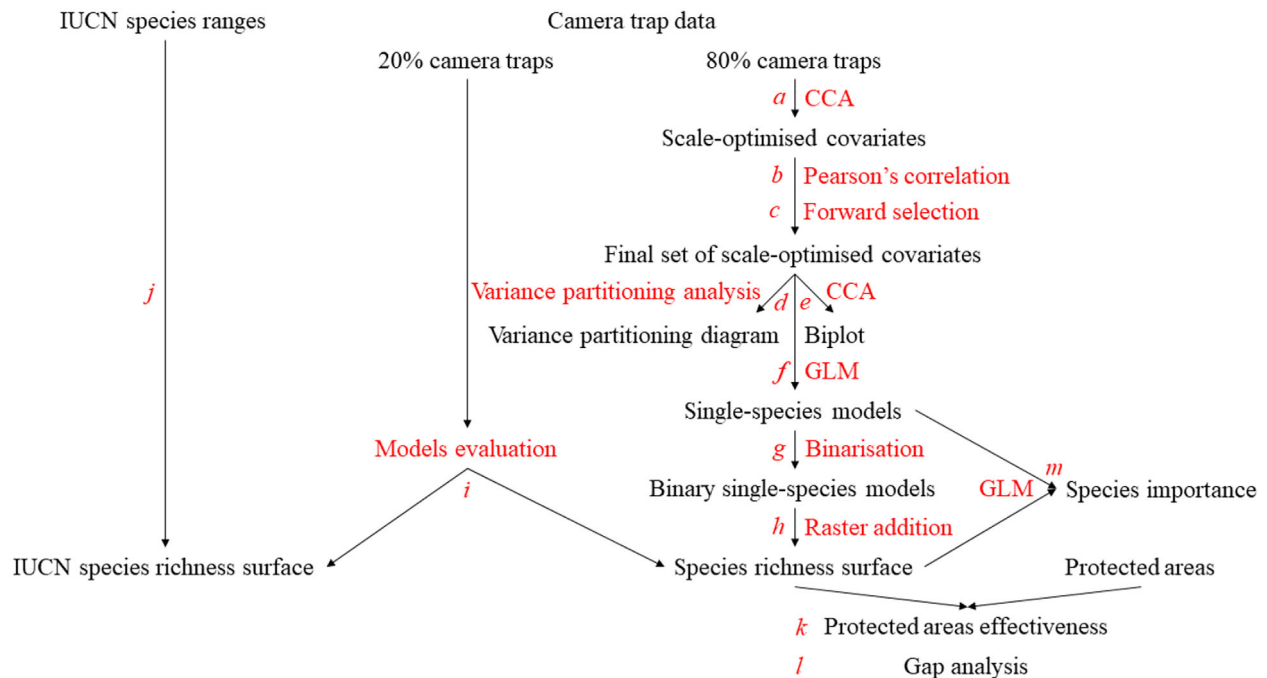 IUCN species ranges
Camera trap data
20% camera traps
80% camera traps
a CCA
Scale-optimised covariates
b Pearson's correlation
c Forward selection
Final set of scale-optimised covariates
j
Variance partitioning analysis d e CCA
Variance partitioning diagram
Biplot
f GLM
Single-species models
Models evaluation
g Binarisation
m
i
Binary single-species models
GLM
Species importance
h Raster addition
IUCN species richness surface
Species richness surface
Protected areas
k Protected areas effectiveness
l Gap analysis